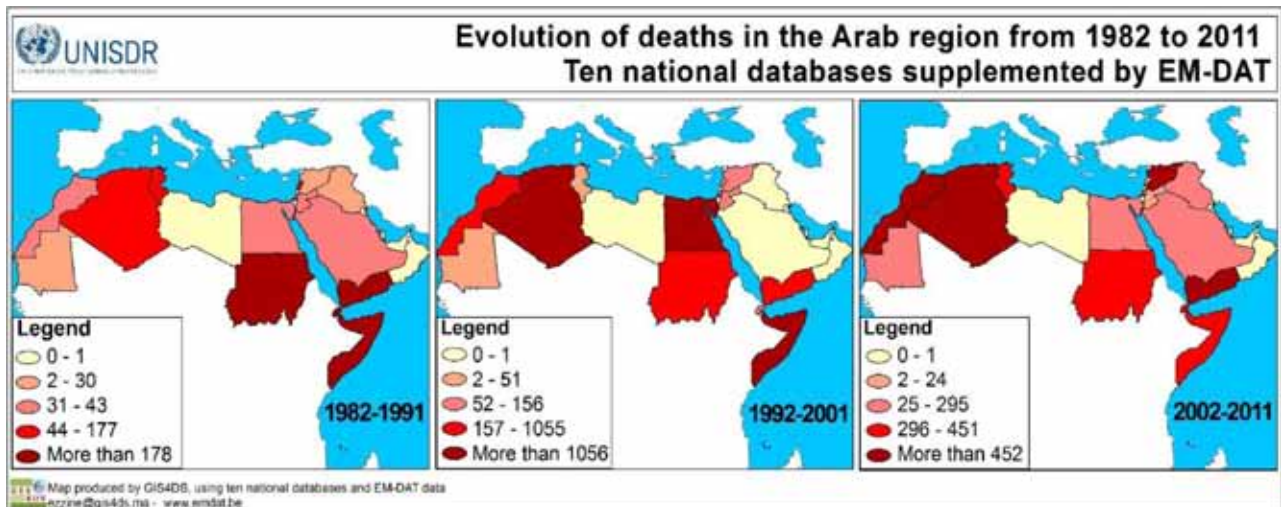 UNISDR
Evolution of deaths in the Arab region from 1982 to 2011
Ten national databases supplemented by EM-DAT
Legend
0 - 1
2 - 30
31 - 43
44 - 177
More than 178
1982-1991
Legend
0 - 1
2 - 51
52 - 156
157 - 1055
More than 1056
1992-2001
Legend
0 - 1
2 - 24
25 - 295
296 - 451
More than 452
2002-2011
Map produced by GIS4DS, using ten national databases and EM-DAT data
ezzine@gis4ds.ma - www.emdat.be